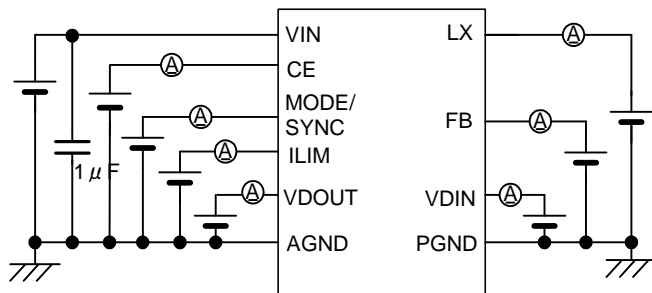 VIN
LX
A
A
CE
MODE/
SYNC
A
FB
A
ILIM
A
1μF
VDOUT
A
VDIN
A
AGND
PGND